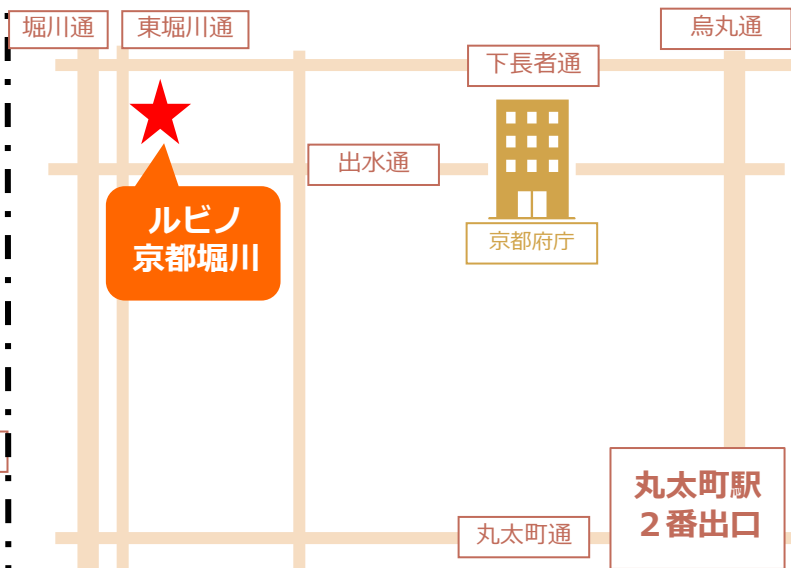 堀川通
東堀川通
烏丸通
下長者通
出水通
ルビノ
京都堀川
京都府庁
丸太町駅
２番出口
丸太町通